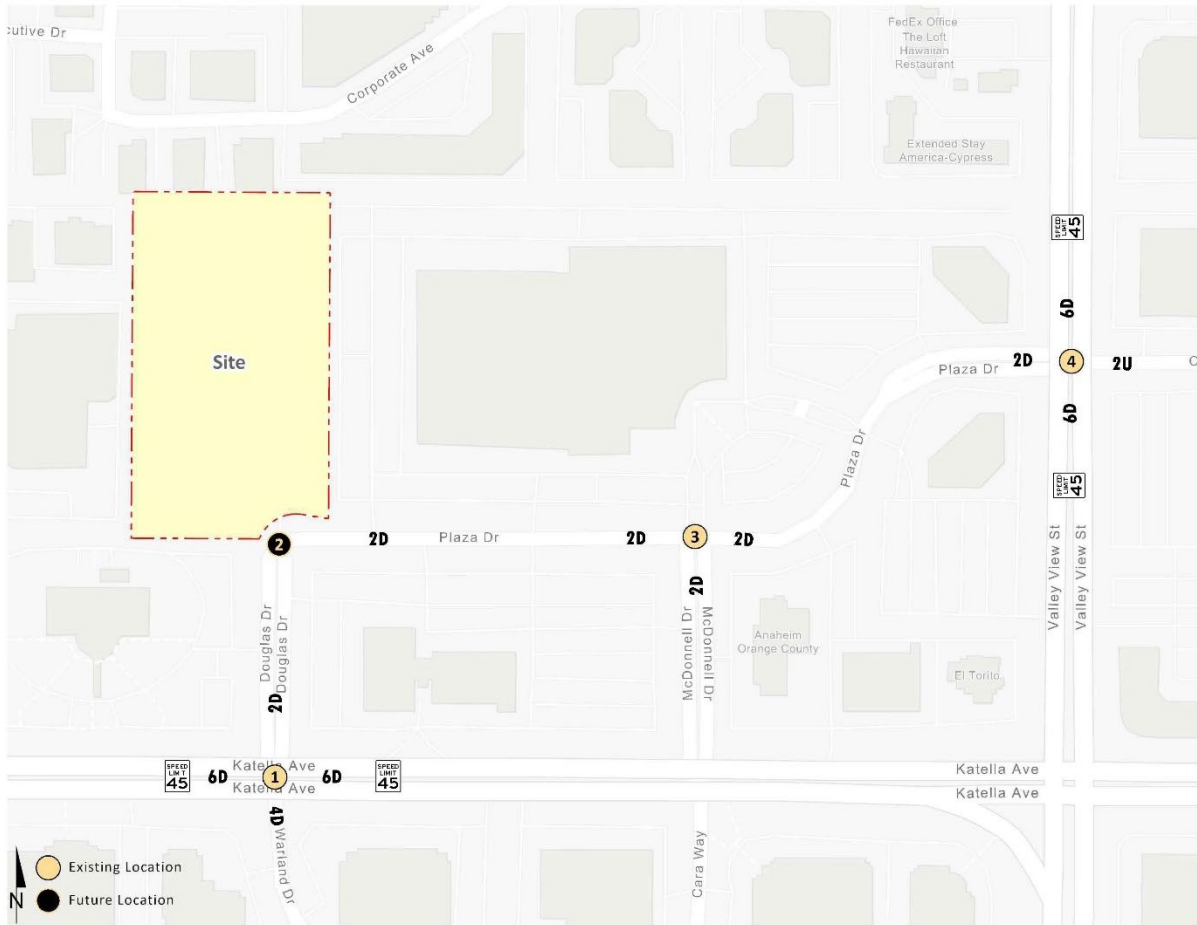 cutive Dr
Corporate Ave
FedEx Office
The Loft
Hawaiian
Restaurant
Extended Stay
America-Cypress
SPEED
LIMIT
45
6D
Site
Plaza Dr
2D
4
2U
C
6D
Plaza Dr
SPEED
LIMIT
45
2
2D
Plaza Dr
2D
3
2D
2D
Valley View St
Valley View St
Douglas Dr
Douglas Dr
McDonnell Dr
McDonnell Dr
Anaheim
Orange County
El Torito
2D
SPEED
LIMIT
45
6D
Katella Ave
1
Katella Ave
6D
SPEED
LIMIT
45
Katella Ave
Katella Ave
4D
Warland Dr
Cara Way
N
Existing Location
Future Location